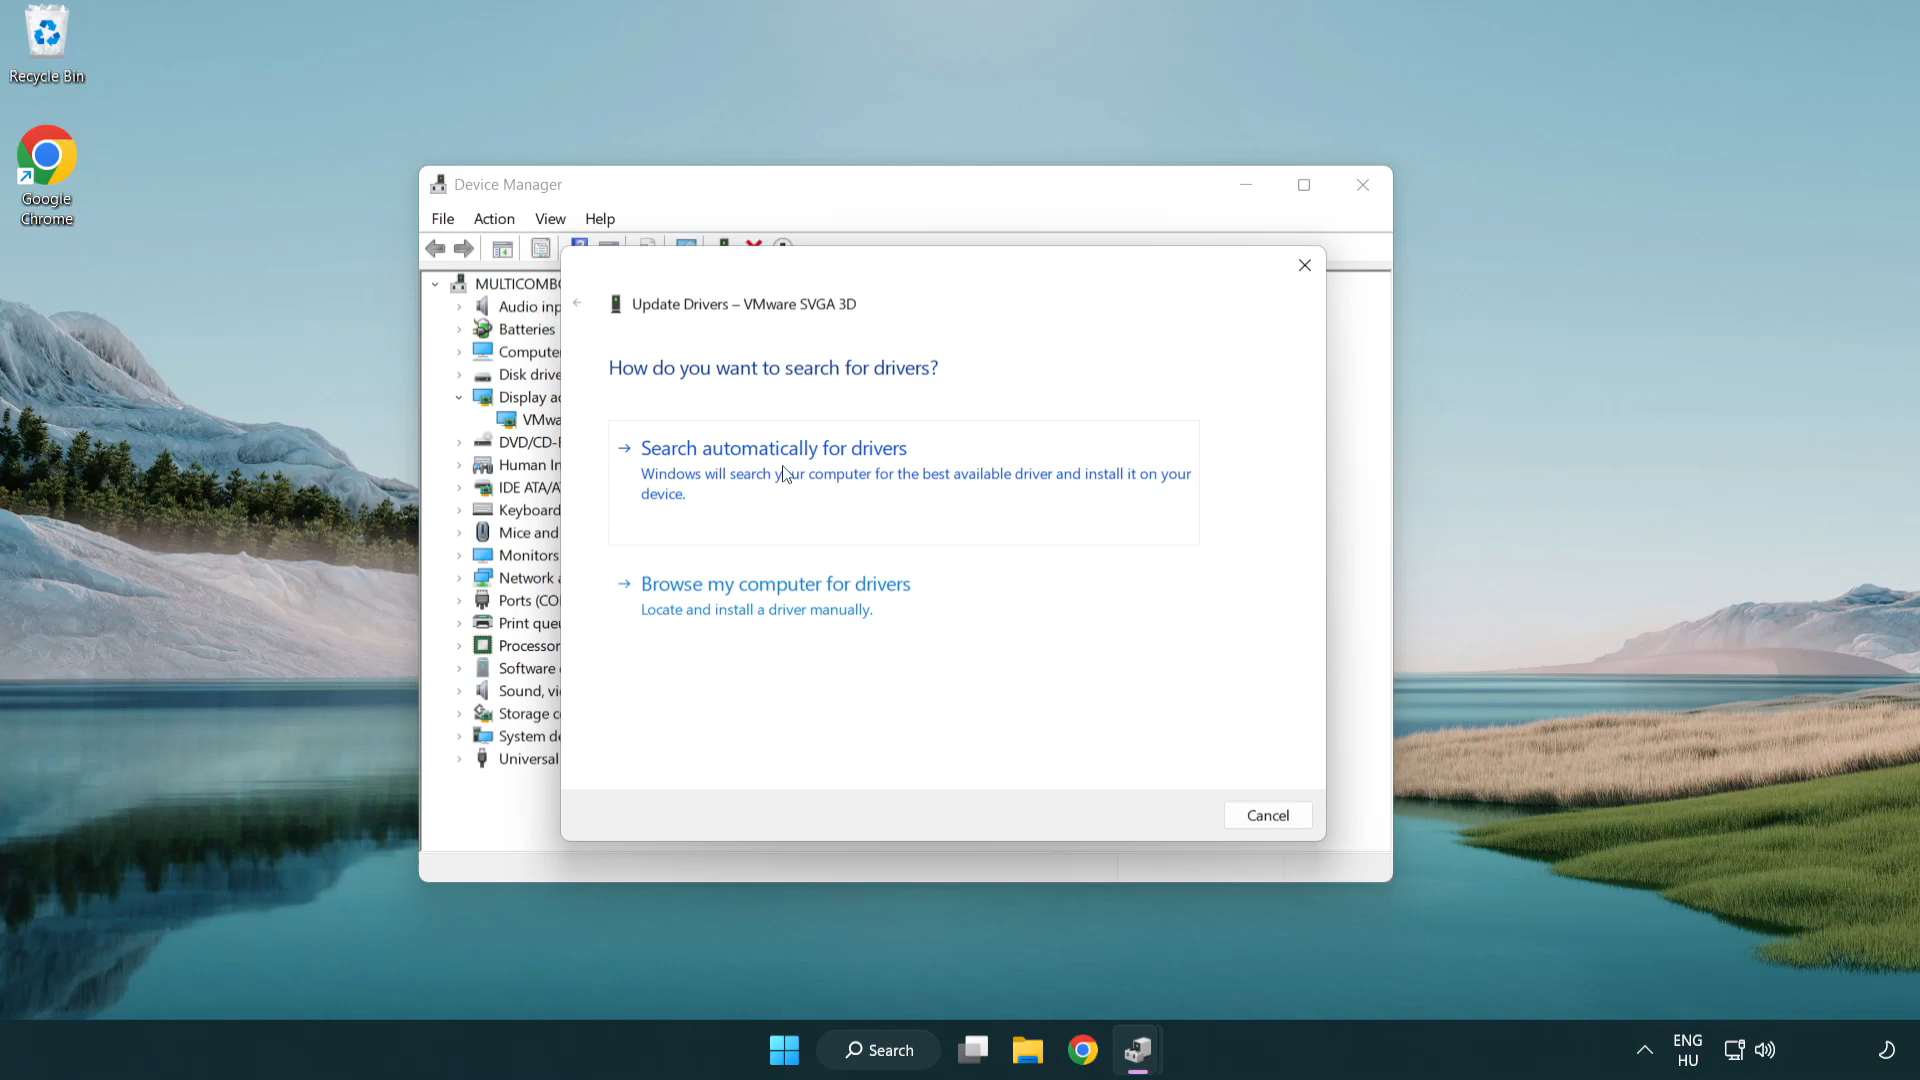 Recycle Bin
Google
Chrome
Device Manager
File Action View Help
MULTICOMBO
Audio inp
Batteries
Compute
Disk drive
Display ad
VMwa
DVD/CD-R
Human In
IDE ATA/AT
Keyboard
Mice and
Monitors
Network a
Ports (COM
Print queu
Processor
Software
Sound, vi
Storage c
System de
Universal
Update Drivers – VMware SVGA 3D
How do you want to search for drivers?
Search automatically for drivers
Windows will search your computer for the best available driver and install it on your
device.
Browse my computer for drivers
Locate and install a driver manually.
Cancel
Search
ENG
HU